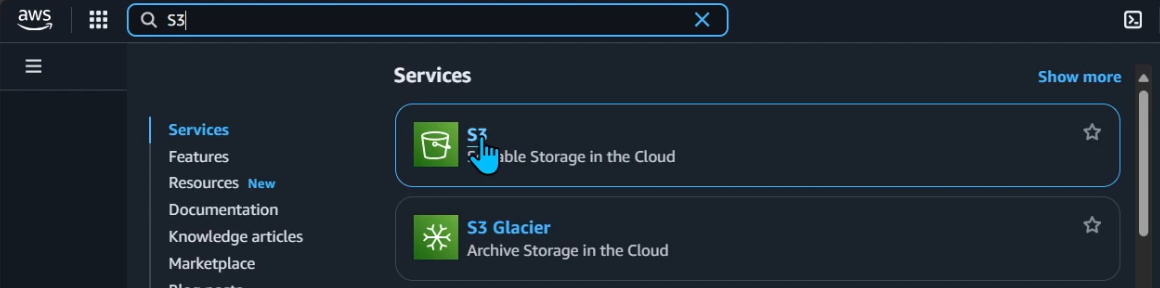 aws
S3
Services
Show more
Services
Features
Resources New
Documentation
Knowledge articles
Marketplace
S3
able Storage in the Cloud
S3 Glacier
Archive Storage in the Cloud